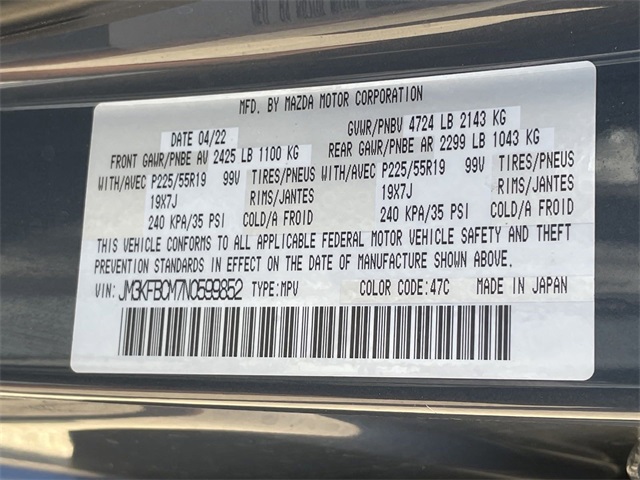 MFD. BY MAZDA MOTOR CORPORATION
DATE 04/22 GVWR/PNBV 4724 LB 2143 KG
FRONT GAWR/PNBE AV 2425 LB 1100 KG REAR GAWR/PNBE AR 2299 LB 1043 KG
WITH/AVEC P225/55R19 99V TIRES/PNEUS WITH/AVEC P225/55R19 99V TIRES/PNEUS
19X7J RIMS/JANTES 19X7J RIMS/JANTES
240 KPA/35 PSI COLD/A FROID 240 KPA/35 PSI COLD/A FROID
THIS VEHICLE CONFORMS TO ALL APPLICABLE FEDERAL MOTOR VEHICLE SAFETY AND THEFT
PREVENTION STANDARDS IN EFFECT ON THE DATE OF MANUFACTURE SHOWN ABOVE.
VIN: JM3KFBCM7N0599852 TYPE:MPV COLOR CODE:47C MADE IN JAPAN